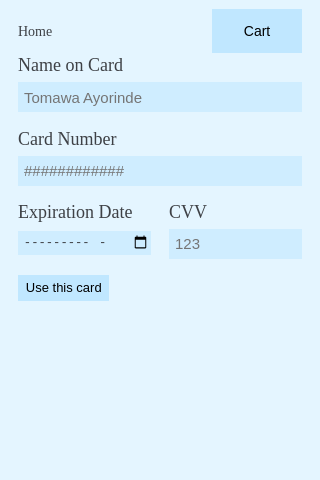 Home
Cart
Name on Card
Tomawa Ayorinde
Card Number
############
Expiration Date
CVV
--------- -
123
Use this card